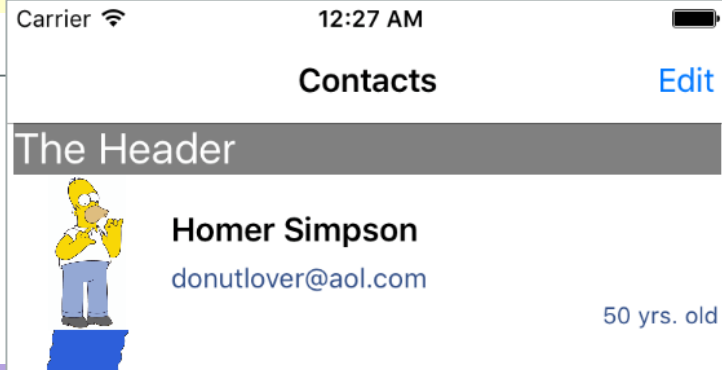 Carrier 12:27 AM
Contacts Edit
The Header
Homer Simpson
donutlover@aol.com
50 yrs. old